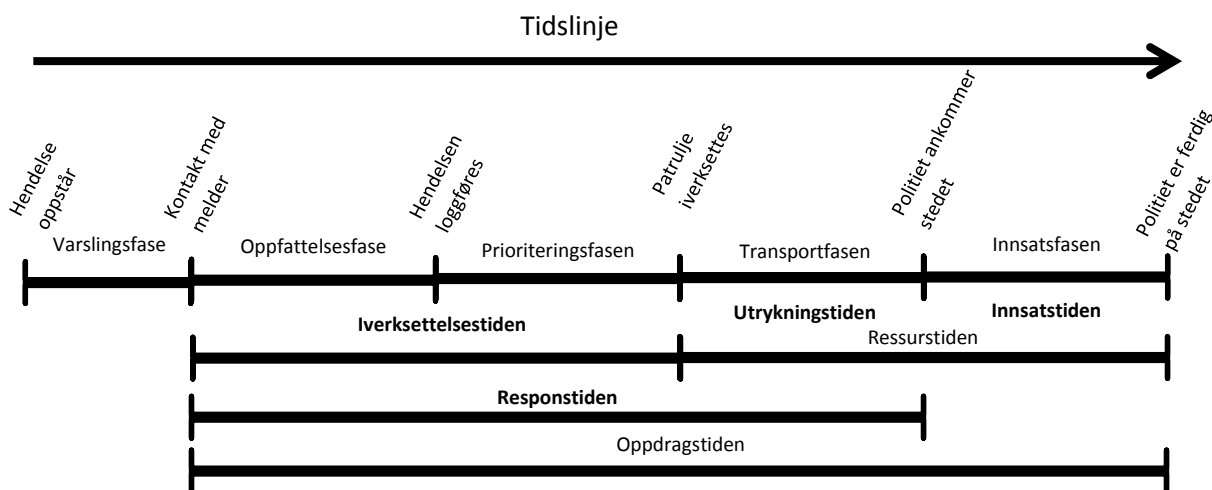 Tidslinje
Hendelse
oppstår
Kontakt med
melder
Hendelsen
loggføres
Patrulje
iverksettes
Politiet ankommer
stedet
Politiet er ferdig
på stedet
Varslingsfase
Oppfattelsesfase
Prioriteringsfasen
Transportfasen
Innsatsfasen
Iverksettelsestiden
Utrykningstiden
Innsatstiden
Ressurstiden
Responstiden
Oppdragstiden